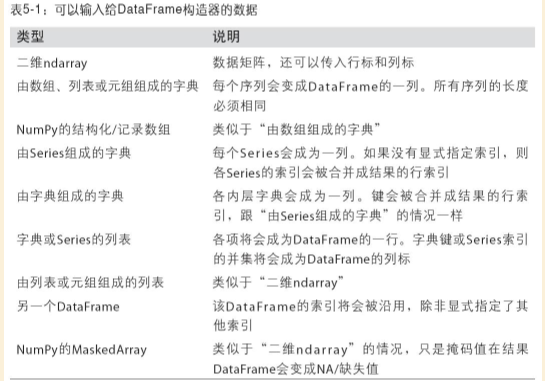 表5-1：可以输入给DataFrame构造器的数据
类型 说明
二维ndarray 数据矩阵，还可以传入行标和列标
由数组、列表或元组组成的字典 每个序列会变成DataFrame的一列。所有序列的长度
必须相同
NumPy的结构化/记录数组 类似于“由数组组成的字典”
由Series组成的字典 每个Series会成为一列。如果没有显式指定索引，则
各Series的索引会被合并成结果的行索引
由字典组成的字典 各内层字典会成为一列。键会被合并成结果的行索
引，跟“由Series组成的字典”的情况一样
字典或Series的列表 各项将会成为DataFrame的一行。字典键或Series索引
的并集将会成为DataFrame的列标
由列表或元组组成的列表 类似于“二维ndarray”
另一个DataFrame 该DataFrame的索引将会被沿用，除非显式指定了其
他索引
NumPy的MaskedArray 类似于“二维ndarray”的情况，只是掩码值在结果
DataFrame会变成NA/缺失值